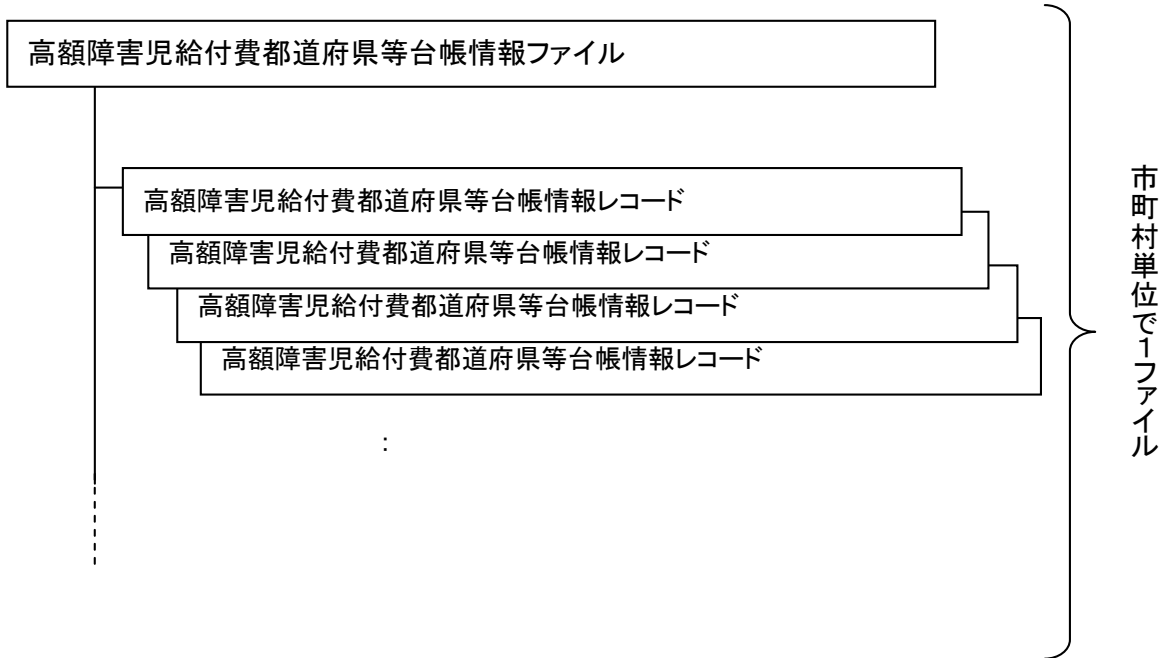 高額障害児給付費都道府県等台帳情報ファイル
高額障害児給付費都道府県等台帳情報レコード
高額障害児給付費都道府県等台帳情報レコード
高額障害児給付費都道府県等台帳情報レコード
高額障害児給付費都道府県等台帳情報レコード
:
市町村単位で1ファイル